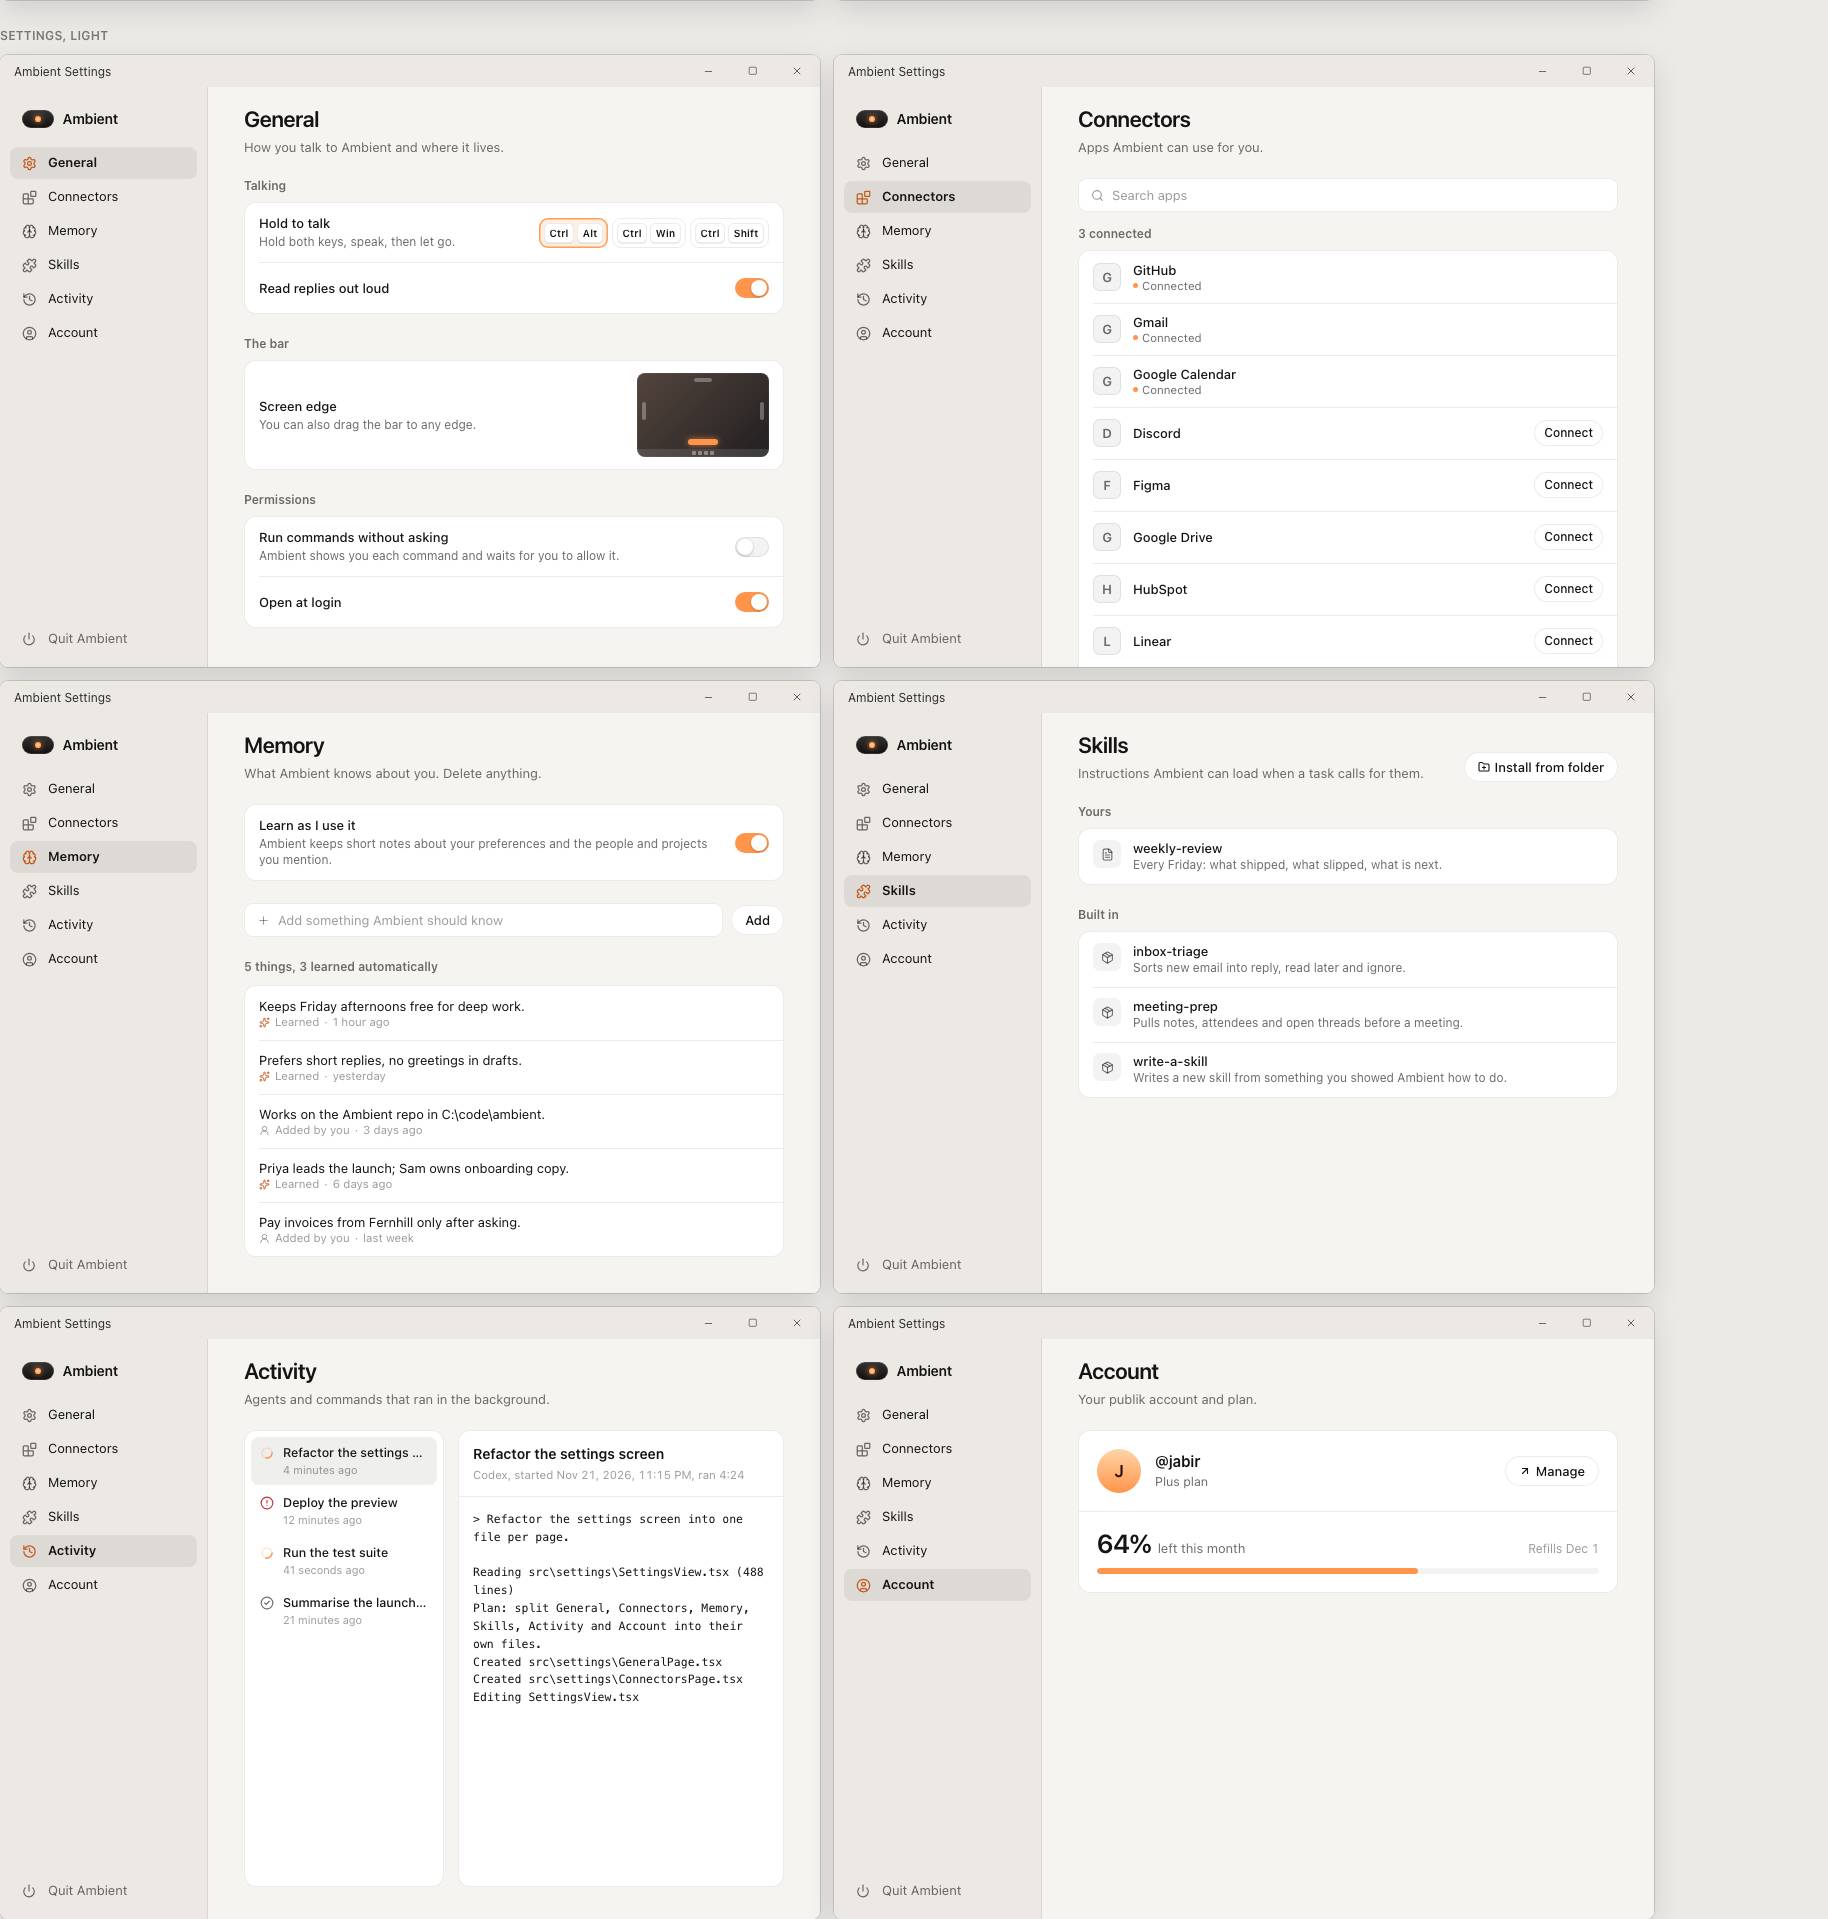 SETTINGS, LIGHT
Ambient Settings
Ambient
General
Connectors
Memory
Skills
Activity
Account
Quit Ambient
General
How you talk to Ambient and where it lives.
Talking
Hold to talk
Hold both keys, speak, then let go.
Ctrl Alt Ctrl Win Ctrl Shift
Read replies out loud
The bar
Screen edge
You can also drag the bar to any edge.
Permissions
Run commands without asking
Ambient shows you each command and waits for you to allow it.
Open at login
Ambient Settings
Ambient
General
Connectors
Memory
Skills
Activity
Account
Quit Ambient
Connectors
Apps Ambient can use for you.
Search apps
3 connected
G GitHub
Connected
G Gmail
Connected
G Google Calendar
Connected
D Discord Connect
F Figma Connect
G Google Drive Connect
H HubSpot Connect
L Linear Connect
Ambient Settings
Ambient
General
Connectors
Memory
Skills
Activity
Account
Quit Ambient
Memory
What Ambient knows about you. Delete anything.
Learn as I use it
Ambient keeps short notes about your preferences and the people and projects
you mention.
Add something Ambient should know
Add
5 things, 3 learned automatically
Keeps Friday afternoons free for deep work.
Learned · 1 hour ago
Prefers short replies, no greetings in drafts.
Learned · yesterday
Works on the Ambient repo in C:\code\ambient.
Added by you · 3 days ago
Priya leads the launch; Sam owns onboarding copy.
Learned · 6 days ago
Pay invoices from Fernhill only after asking.
Added by you · last week
Ambient Settings
Ambient
General
Connectors
Memory
Skills
Activity
Account
Quit Ambient
Skills
Instructions Ambient can load when a task calls for them.
Install from folder
Yours
weekly-review
Every Friday: what shipped, what slipped, what is next.
Built in
inbox-triage
Sorts new email into reply, read later and ignore.
meeting-prep
Pulls notes, attendees and open threads before a meeting.
write-a-skill
Writes a new skill from something you showed Ambient how to do.
Ambient Settings
Ambient
General
Connectors
Memory
Skills
Activity
Account
Quit Ambient
Activity
Agents and commands that ran in the background.
Refactor the settings ...
4 minutes ago
Deploy the preview
12 minutes ago
Run the test suite
41 seconds ago
Summarise the launch...
21 minutes ago
Refactor the settings screen
Codex, started Nov 21, 2026, 11:15 PM, ran 4:24
> Refactor the settings screen into one
file per page.
Reading src\settings\SettingsView.tsx (488
lines)
Plan: split General, Connectors, Memory,
Skills, Activity and Account into their
own files.
Created src\settings\GeneralPage.tsx
Created src\settings\ConnectorsPage.tsx
Editing SettingsView.tsx
Ambient Settings
Ambient
General
Connectors
Memory
Skills
Activity
Account
Quit Ambient
Account
Your publik account and plan.
J
@jabir
Plus plan
Manage
64% left this month
Refills Dec 1